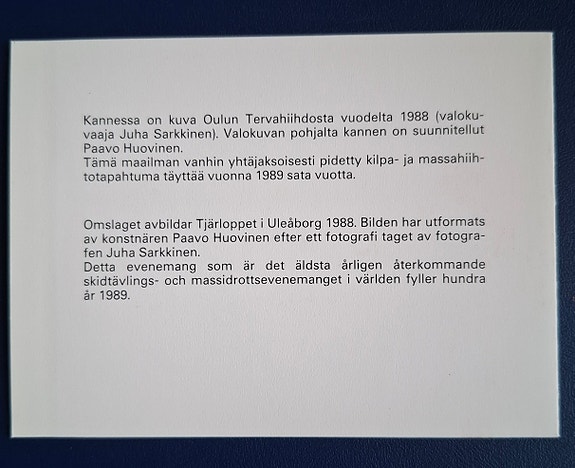 Kannessa on kuva Oulun Tervahiihdosta vuodelta 1988 (valoku-
vaaja Juha Sarkkinen). Valokuvan pohjalta kannen on suunnitellut
Paavo Huovinen.
Tämä maailman vanhin yhtäjaksoisesti pidetty kilpa- ja massahiih-
totapahtuma täyttää vuonna 1989 sata vuotta.
Omslaget avbildar Tjärloppet i Uleåborg 1988. Bilden har utformats
av konstnären Paavo Huovinen efter ett fotografi taget av fotogra-
fen Juha Sarkkinen.
Detta evenemang som är det äldsta årligen återkommande
skidtävlings- och massidrottsevenemanget i världen fyller hundra
år 1989.